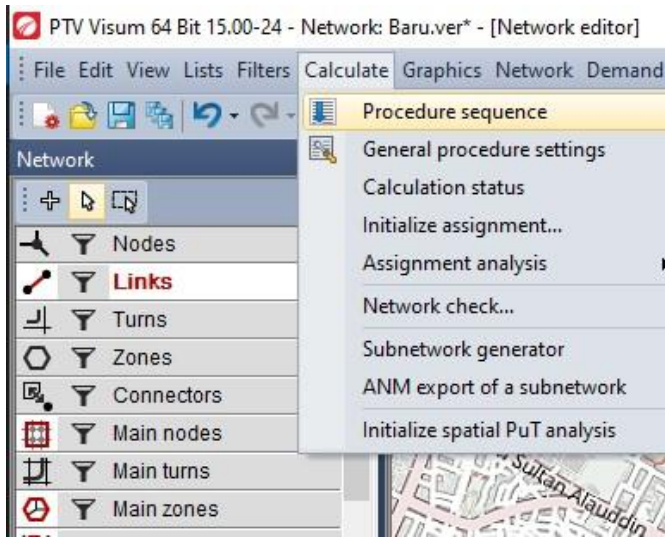 PTV Visum 64 Bit 15.00-24 - Network: Baru.ver* - [Network editor]
File Edit View Lists Filters Calculate Graphics Network Demand
Procedure sequence
Network
General procedure settings
Calculation status
Initialize assignment...
Nodes
Assignment analysis
Links
Network check...
Turns
Zones
Subnetwork generator
Connectors
ANM export of a subnetwork
Main nodes
Initialize spatial PuT analysis
Main turns
Sultan Alauddin
Main zones